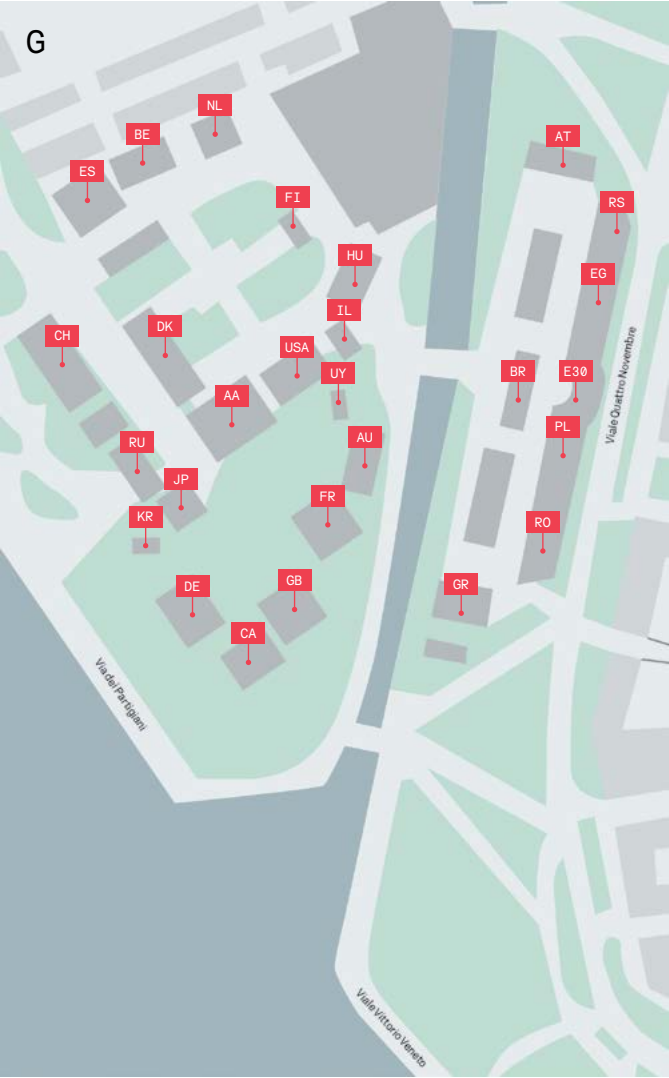 G
NL
BE
AT
ES
FI
RS
HU
EG
IL
CH
DK
USA
UY
BR
E30
AA
PL
RU
AU
JP
FR
KR
RO
DE
GB
GR
CA
Viale Quattro Novembre
Via dei Partigiani
Viale Vittorio Veneto